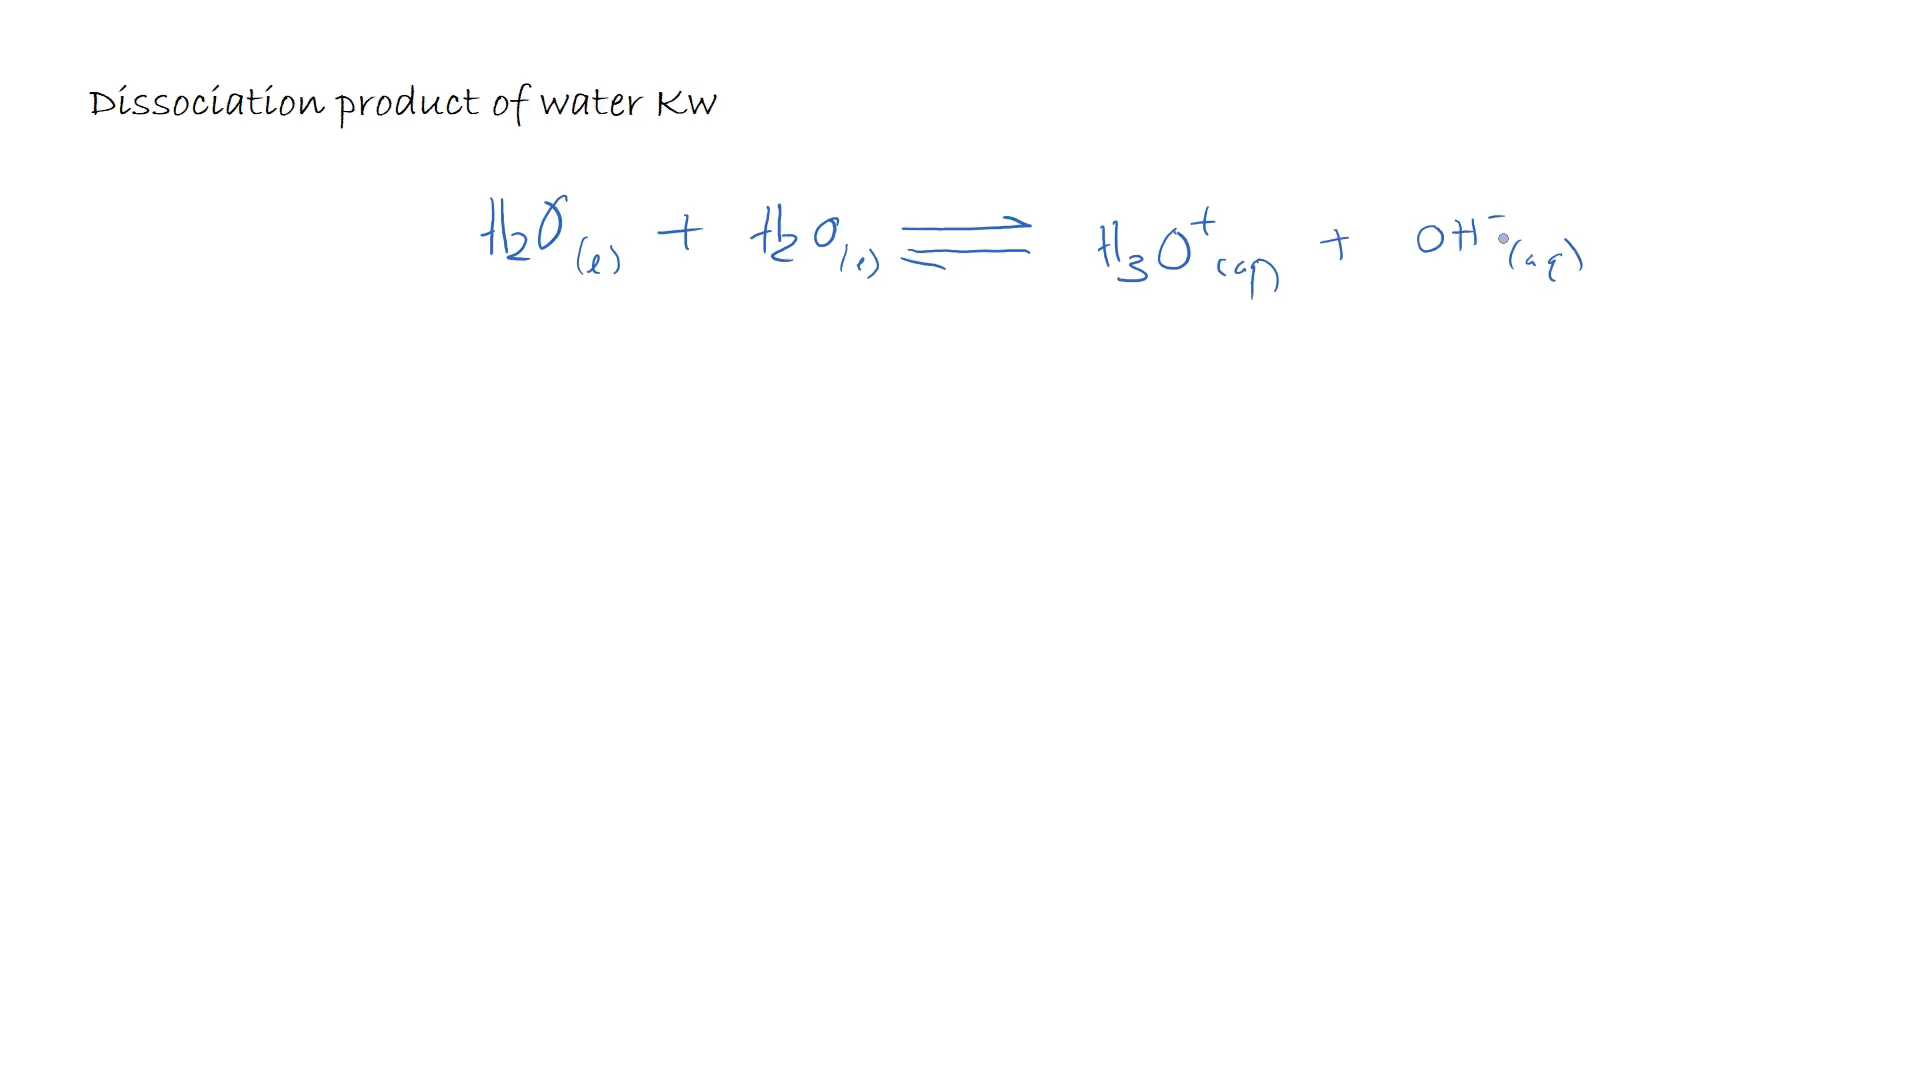 Dissociation product of water Kw
H₂O(l) + H₂O(l) ⇌ H₃O⁺(aq) + OH⁻(aq)